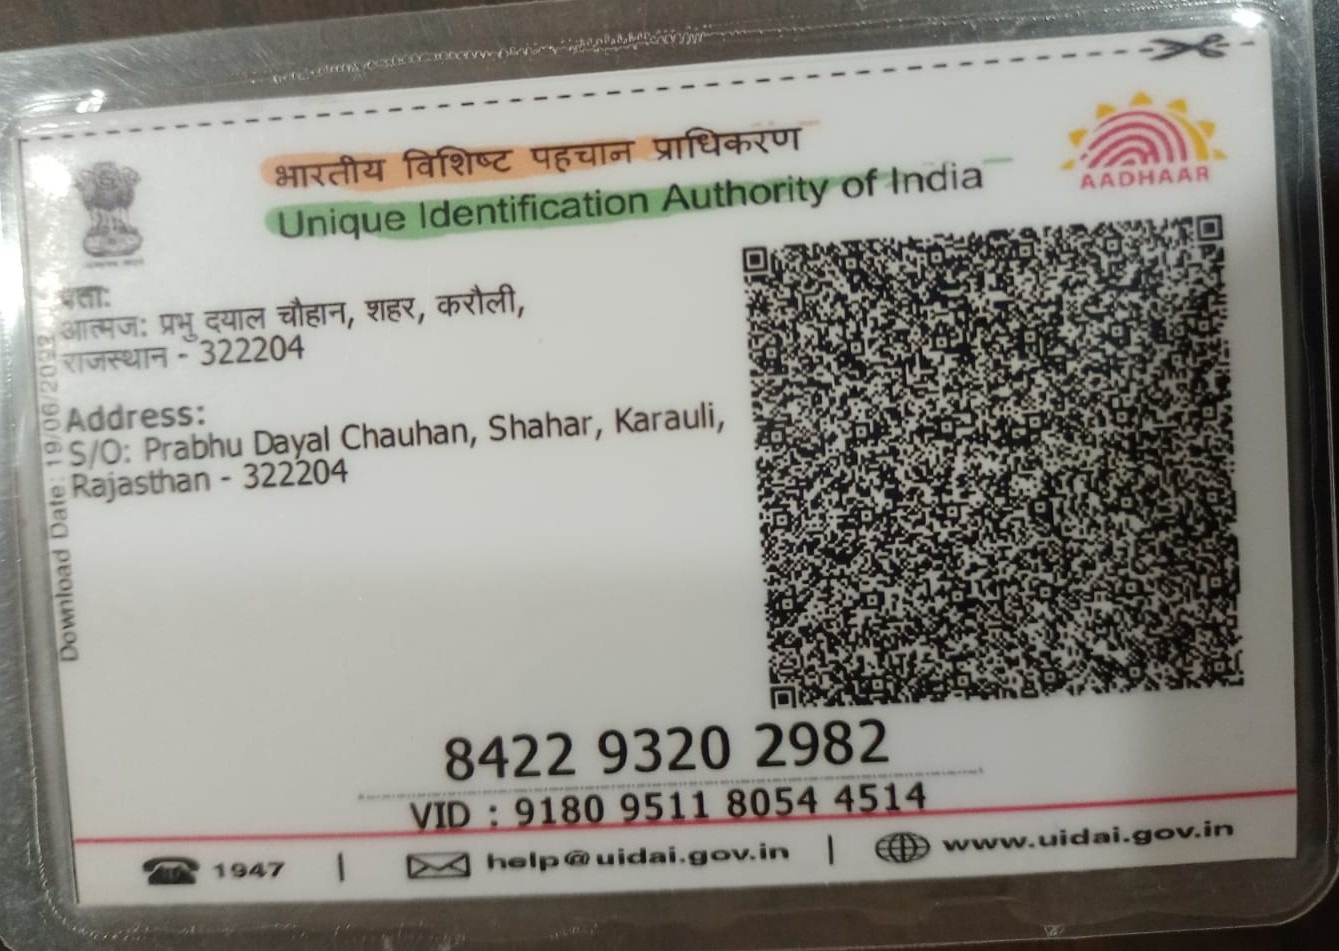 भारतीय विशिष्ट पहचान प्राधिकरण
Unique Identification Authority of India
AADHAAR
पता:
आत्मज: प्रभु दयाल चौहान, शहर, करौली,
राजस्थान - 322204
Address:
S/O: Prabhu Dayal Chauhan, Shahar, Karauli,
Rajasthan - 322204
Download Date: 19/06/2022
8422 9320 2982
VID : 9180 9511 8054 4514
1947 | help@uidai.gov.in | www.uidai.gov.in